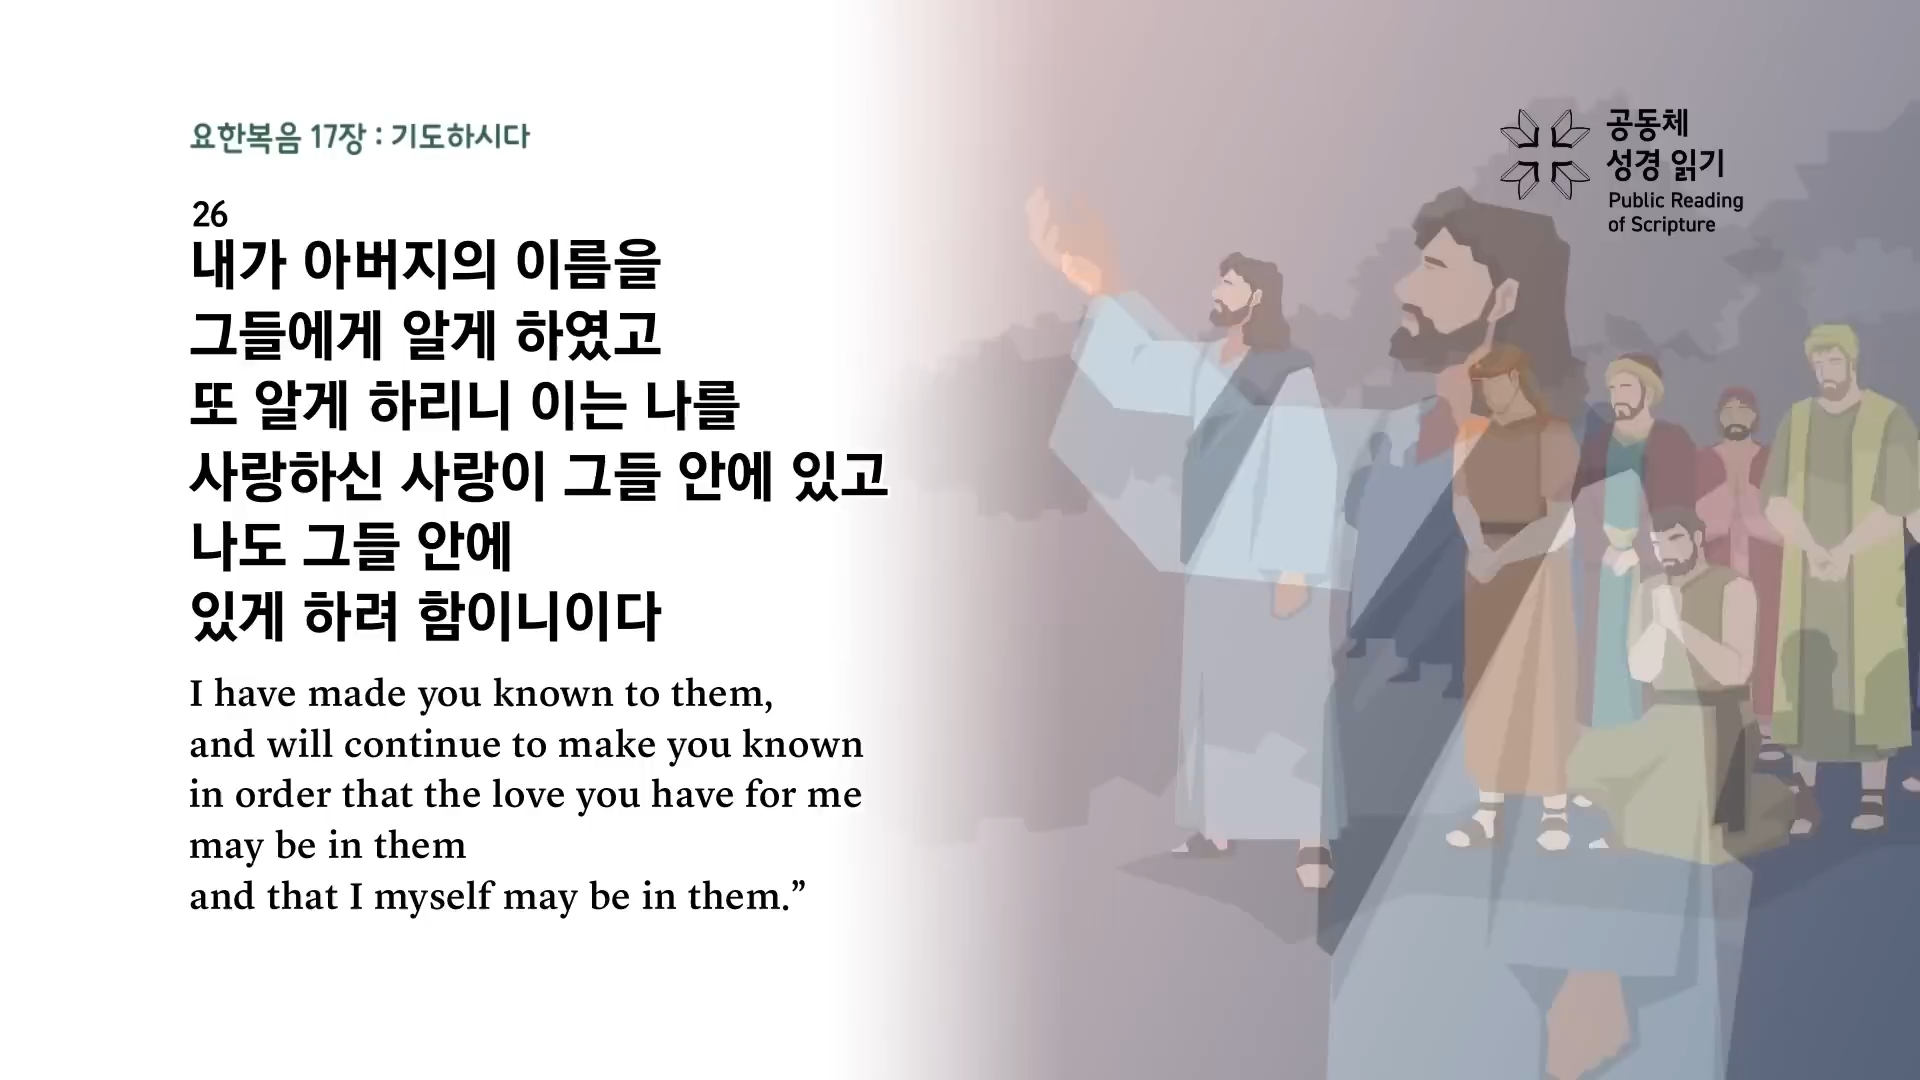 요한복음 17장 : 기도하시다
26
내가 아버지의 이름을
그들에게 알게 하였고
또 알게 하리니 이는 나를
사랑하신 사랑이 그들 안에 있고
나도 그들 안에
있게 하려 함이니이다
I have made you known to them,
and will continue to make you known
in order that the love you have for me
may be in them
and that I myself may be in them.”
공동체
성경 읽기
Public Reading
of Scripture